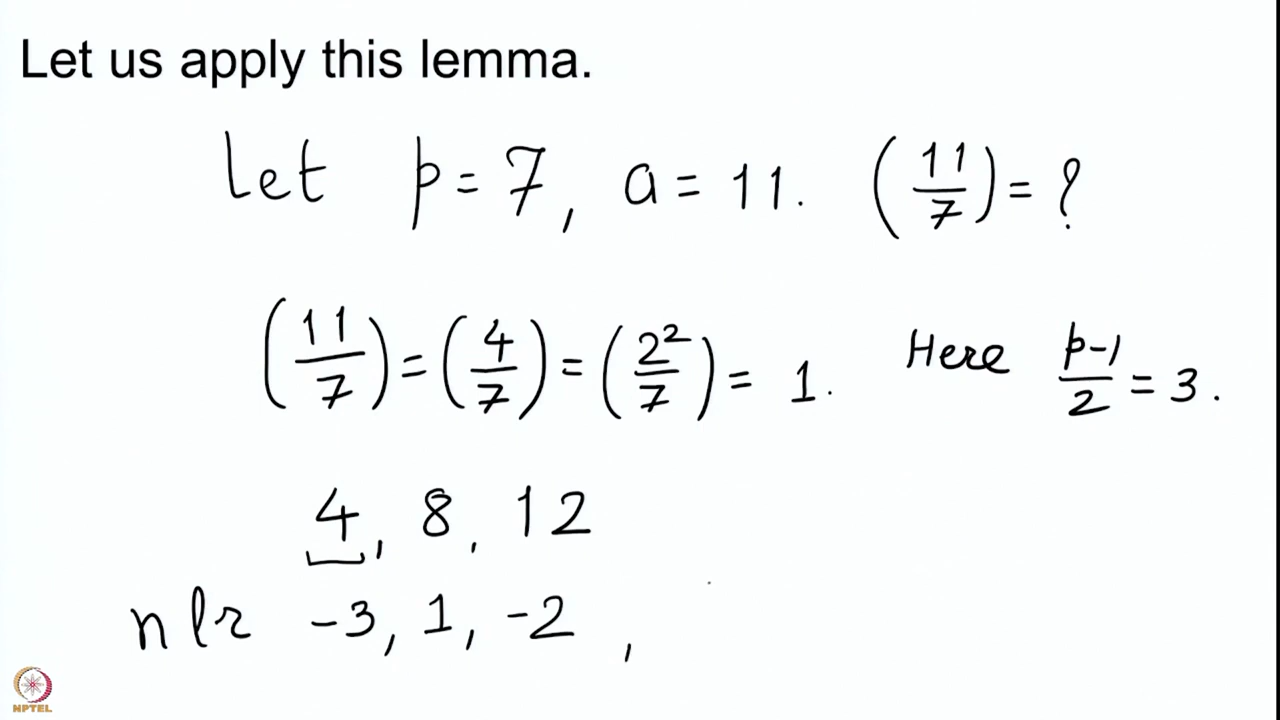 Let us apply this lemma.
Let p = 7, a = 11. (11/7) = ?
(11/7) = (4/7) = (2²/7) = 1. Here p-1/2 = 3.
4, 8, 12
n l r -3, 1, -2 ,
NPTEL